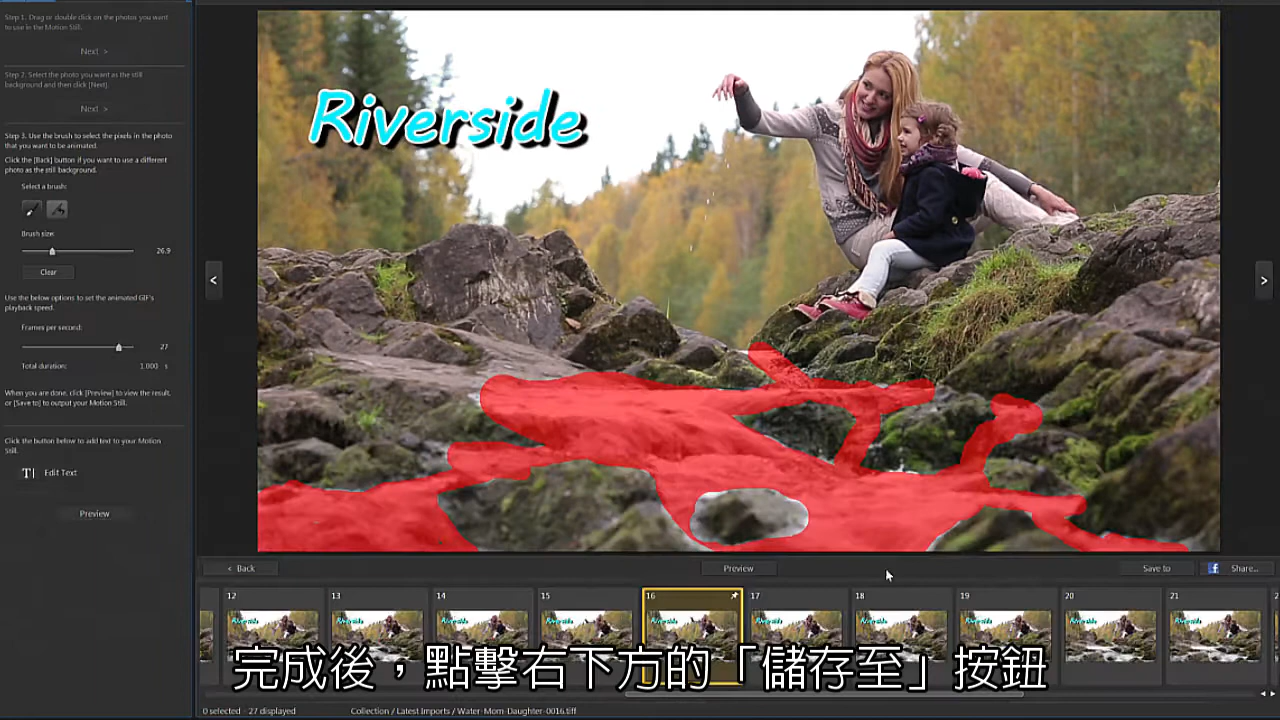 Step 1. Drag or double click on the photos you want
to use in the Motion Still.
Next >
Step 2. Select the photo you want as the still
background and then click [Next].
Next >
Step 3. Use the brush to select the pixels in the photo
that you want to be animated.
Click the [Back] button if you want to use a different
photo as the still background.
Select a brush:
Brush size:
26.9
Clear
Use the below options to set the animated GIF's
playback speed.
Frames per second:
27
Total duration:
1.000 s
When you are done, click [Preview] to view the result,
or [Save to] to output your Motion Still.
Click the button below to add text to your Motion
Still.
T| Edit Text
Preview
Riverside
<
>
< Back
Preview
Save to
f Share...
12
13
14
15
16
17
18
19
20
21
2
完成後，點擊右下方的「儲存至」按鈕
0 selected - 27 displayed
Collection / Latest Imports / Water-Mom-Daughter-0016.tiff